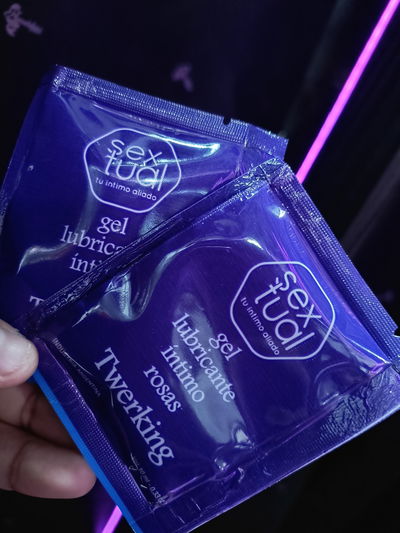 sex
tual
tu íntimo aliado
gel
lubricante
íntimo
sex
tual
tu íntimo aliado
gel
lubricante
íntimo
rosas
Twerking